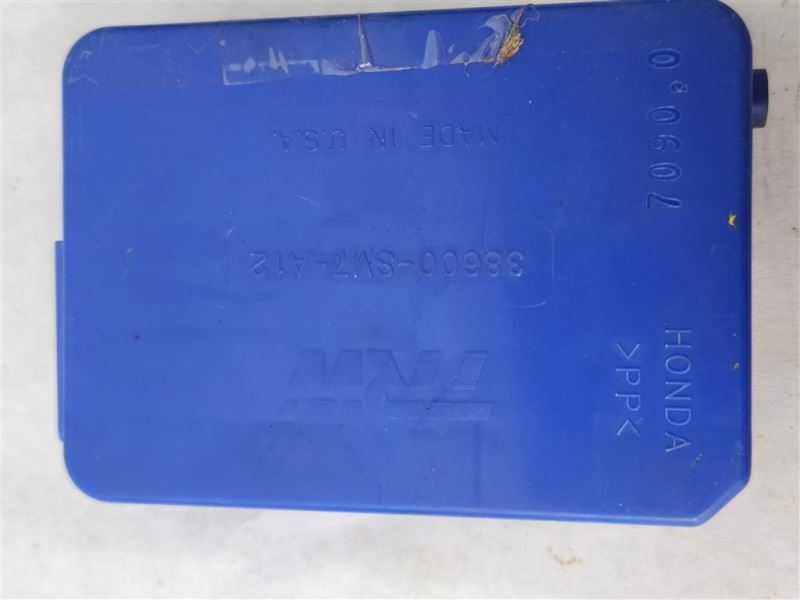 TRW
38600-SV7-A12
MADE IN U.S.A.
HONDA
>PP<